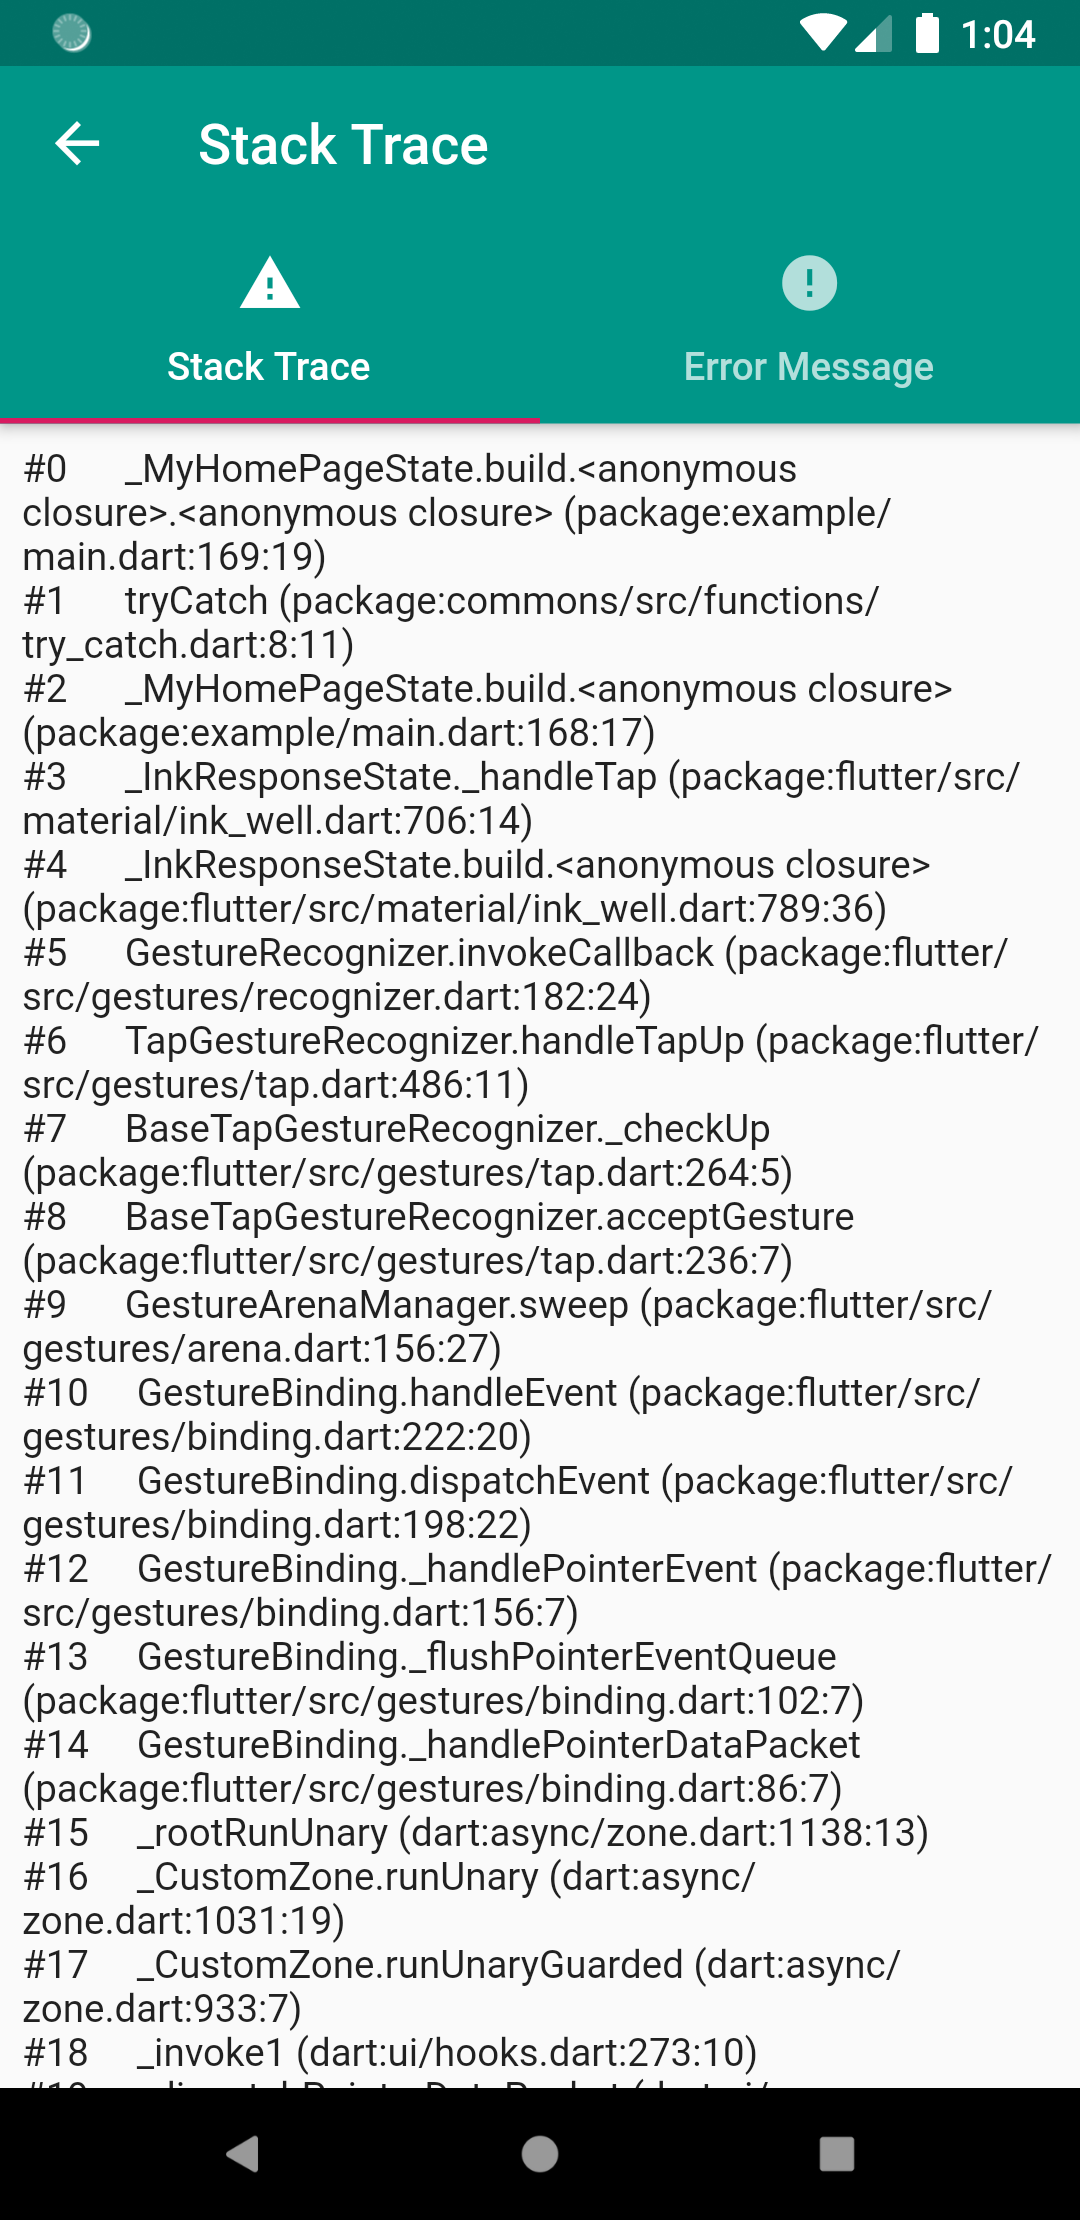 1:04
Stack Trace
Stack Trace
Error Message
#0 _MyHomePageState.build.<anonymous
closure>.<anonymous closure> (package:example/
main.dart:169:19)
#1 tryCatch (package:commons/src/functions/
try_catch.dart:8:11)
#2 _MyHomePageState.build.<anonymous closure>
(package:example/main.dart:168:17)
#3 _InkResponseState._handleTap (package:flutter/src/
material/ink_well.dart:706:14)
#4 _InkResponseState.build.<anonymous closure>
(package:flutter/src/material/ink_well.dart:789:36)
#5 GestureRecognizer.invokeCallback (package:flutter/
src/gestures/recognizer.dart:182:24)
#6 TapGestureRecognizer.handleTapUp (package:flutter/
src/gestures/tap.dart:486:11)
#7 BaseTapGestureRecognizer._checkUp
(package:flutter/src/gestures/tap.dart:264:5)
#8 BaseTapGestureRecognizer.acceptGesture
(package:flutter/src/gestures/tap.dart:236:7)
#9 GestureArenaManager.sweep (package:flutter/src/
gestures/arena.dart:156:27)
#10 GestureBinding.handleEvent (package:flutter/src/
gestures/binding.dart:222:20)
#11 GestureBinding.dispatchEvent (package:flutter/src/
gestures/binding.dart:198:22)
#12 GestureBinding._handlePointerEvent (package:flutter/
src/gestures/binding.dart:156:7)
#13 GestureBinding._flushPointerEventQueue
(package:flutter/src/gestures/binding.dart:102:7)
#14 GestureBinding._handlePointerDataPacket
(package:flutter/src/gestures/binding.dart:86:7)
#15 _rootRunUnary (dart:async/zone.dart:1138:13)
#16 _CustomZone.runUnary (dart:async/
zone.dart:1031:19)
#17 _CustomZone.runUnaryGuarded (dart:async/
zone.dart:933:7)
#18 _invoke1 (dart:ui/hooks.dart:273:10)